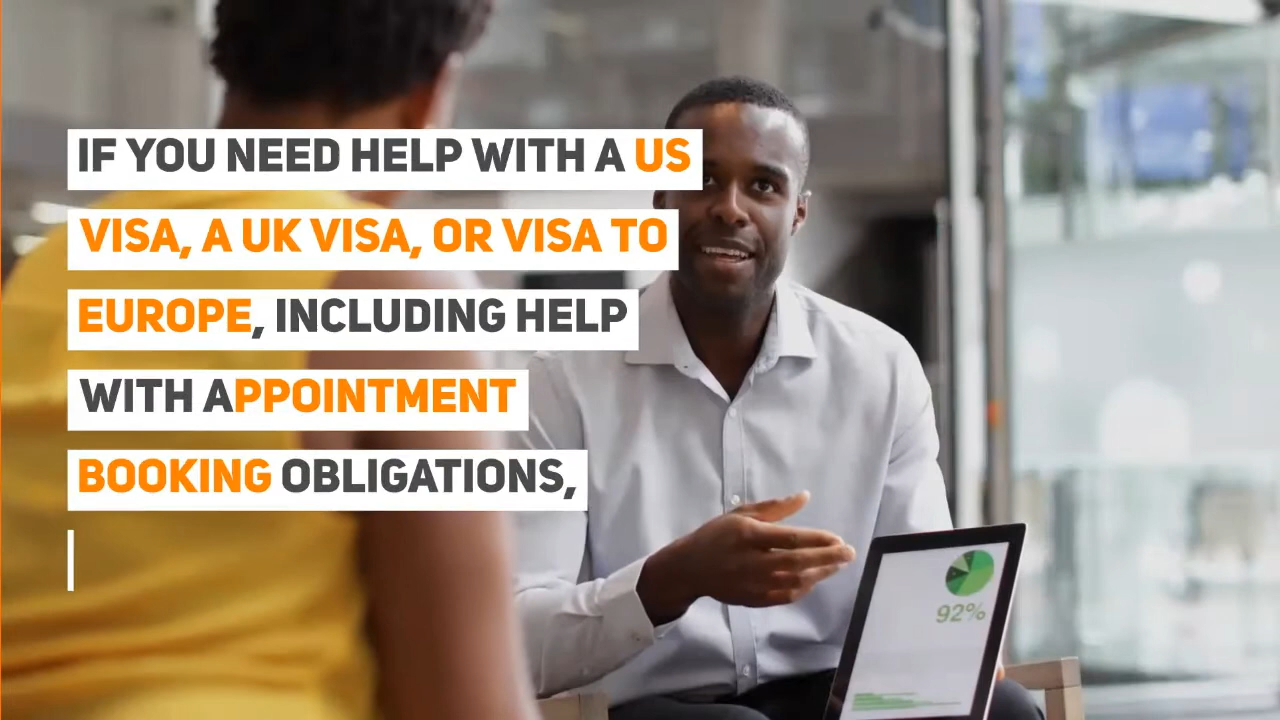 IF YOU NEED HELP WITH A US
VISA, A UK VISA, OR VISA TO
EUROPE, INCLUDING HELP
WITH APPOINTMENT
BOOKING OBLIGATIONS,
92%